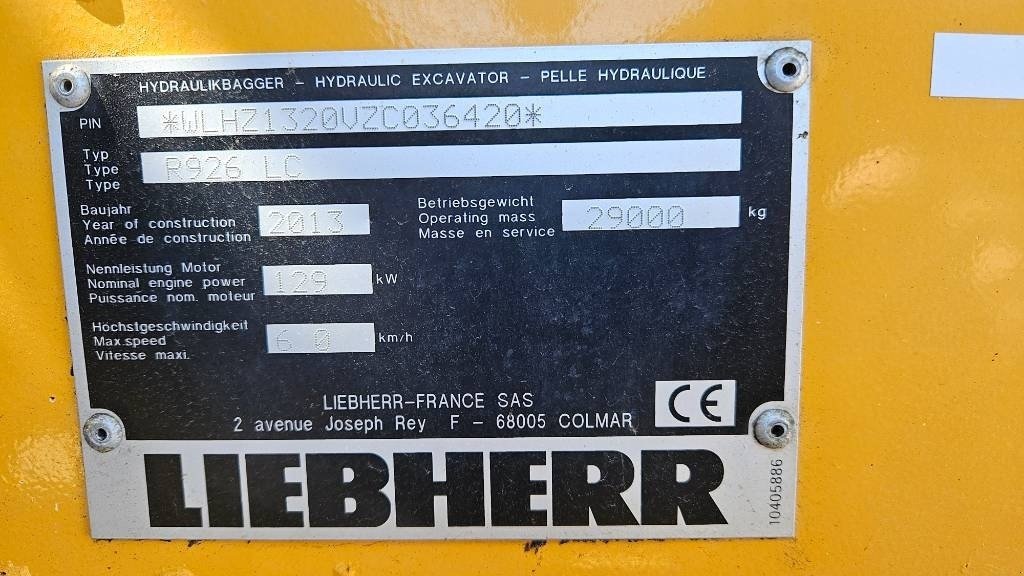 HYDRAULIKBAGGER - HYDRAULIC EXCAVATOR - PELLE HYDRAULIQUE
PIN *WLHZ1320VZC036420*
Typ
Type
Type
R926 LC
Baujahr
Year of construction
Année de construction
2013
Betriebsgewicht
Operating mass
Masse en service
29000 kg
Nennleistung Motor
Nominal engine power
Puissance nom. moteur
129 kW
Höchstgeschwindigkeit
Max.speed
Vitesse maxi.
6.0 km/h
LIEBHERR-FRANCE SAS
2 avenue Joseph Rey F - 68005 COLMAR
CE
LIEBHERR
10405886